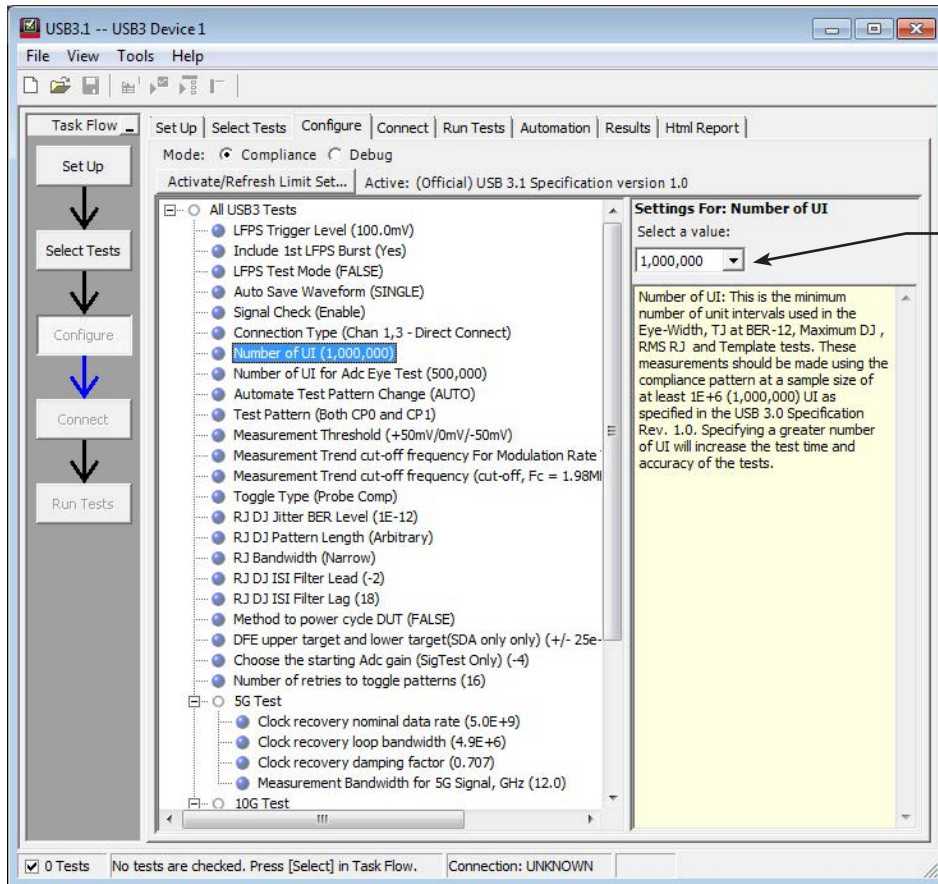 USB3.1 -- USB3 Device 1
File View Tools Help
Task Flow
Set Up
Select Tests
Configure
Connect
Run Tests
Set Up Select Tests Configure Connect Run Tests Automation Results Html Report
Mode: Compliance Debug
Activate/Refresh Limit Set... Active: (Official) USB 3.1 Specification version 1.0
All USB3 Tests
LFPS Trigger Level (100.0mV)
Include 1st LFPS Burst (Yes)
LFPS Test Mode (FALSE)
Auto Save Waveform (SINGLE)
Signal Check (Enable)
Connection Type (Chan 1,3 - Direct Connect)
Number of UI (1,000,000)
Number of UI for Adc Eye Test (500,000)
Automate Test Pattern Change (AUTO)
Test Pattern (Both CP0 and CP1)
Measurement Threshold (+50mV/0mV/-50mV)
Measurement Trend cut-off frequency For Modulation Rate
Measurement Trend cut-off frequency (cut-off, Fc = 1.98M
Toggle Type (Probe Comp)
RJ DJ Jitter BER Level (1E-12)
RJ DJ Pattern Length (Arbitrary)
RJ Bandwidth (Narrow)
RJ DJ ISI Filter Lead (-2)
RJ DJ ISI Filter Lag (18)
Method to power cycle DUT (FALSE)
DFE upper target and lower target(SDA only only) (+/- 25e-
Choose the starting Adc gain (SigTest Only) (-4)
Number of retries to toggle patterns (16)
5G Test
Clock recovery nominal data rate (5.0E+9)
Clock recovery loop bandwidth (4.9E+6)
Clock recovery damping factor (0.707)
Measurement Bandwidth for 5G Signal, GHz (12.0)
10G Test
Settings For: Number of UI
Select a value:
1,000,000
Number of UI: This is the minimum
number of unit intervals used in the
Eye-Width, TJ at BER-12, Maximum DJ ,
RMS RJ and Template tests. These
measurements should be made using the
compliance pattern at a sample size of
at least 1E+6 (1,000,000) UI as
specified in the USB 3.0 Specification
Rev. 1.0. Specifying a greater number
of UI will increase the test time and
accuracy of the tests.
0 Tests No tests are checked. Press [Select] in Task Flow. Connection: UNKNOWN